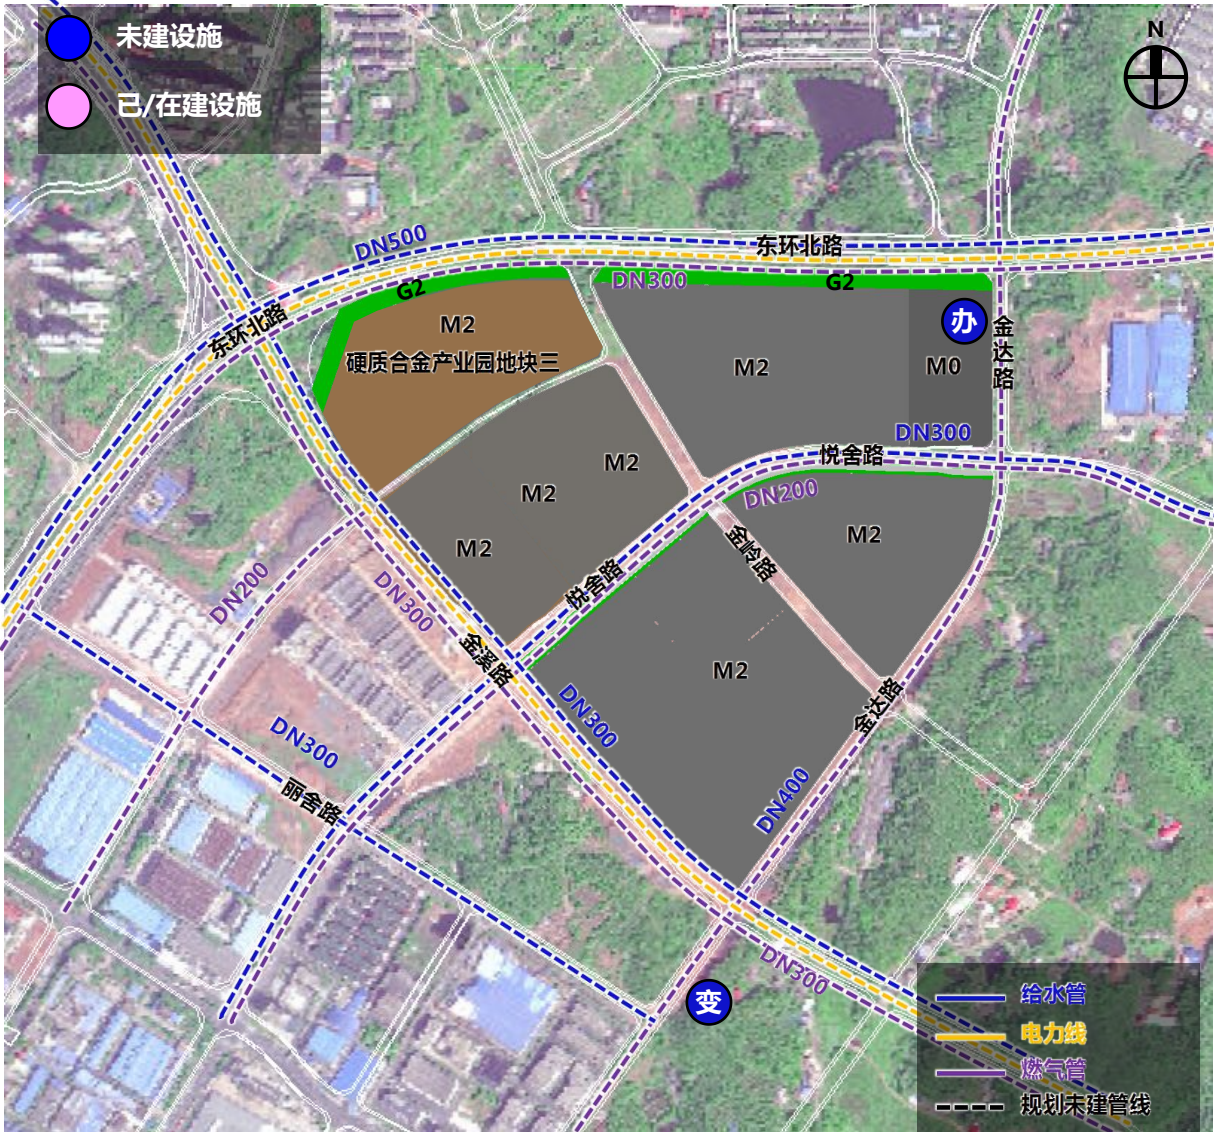 未建设施
已/在建设施
N
DN500
东环北路
G2
DN300
G2
东环北路
M2
硬质合金产业园地块三
办
金达路
M2
M0
DN300
悦舍路
M2
M2
DN200
M2
M2
金岭路
DN200
DN300
悦舍路
金溪路
M2
DN300
金达路
DN300
丽舍路
DN400
DN300
变
给水管
电力线
燃气管
规划未建管线